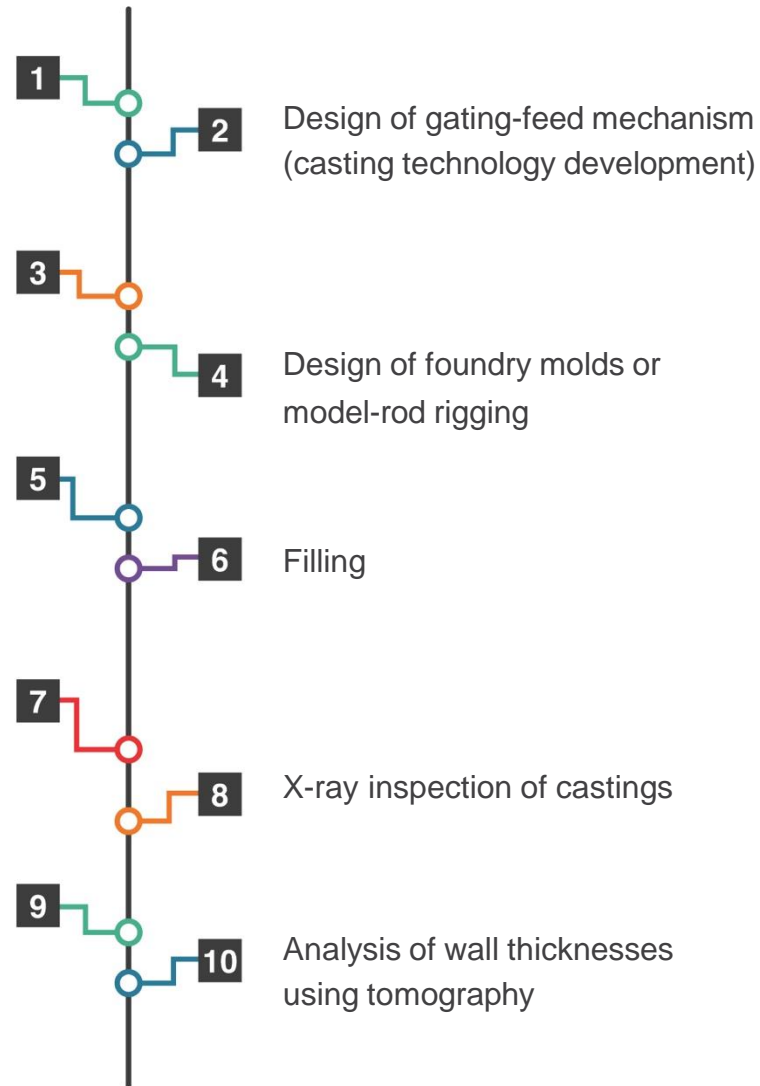 1
2
Design of gating-feed mechanism
(casting technology development)
3
4
Design of foundry molds or
model-rod rigging
5
6
Filling
7
8
X-ray inspection of castings
9
10
Analysis of wall thicknesses
using tomography